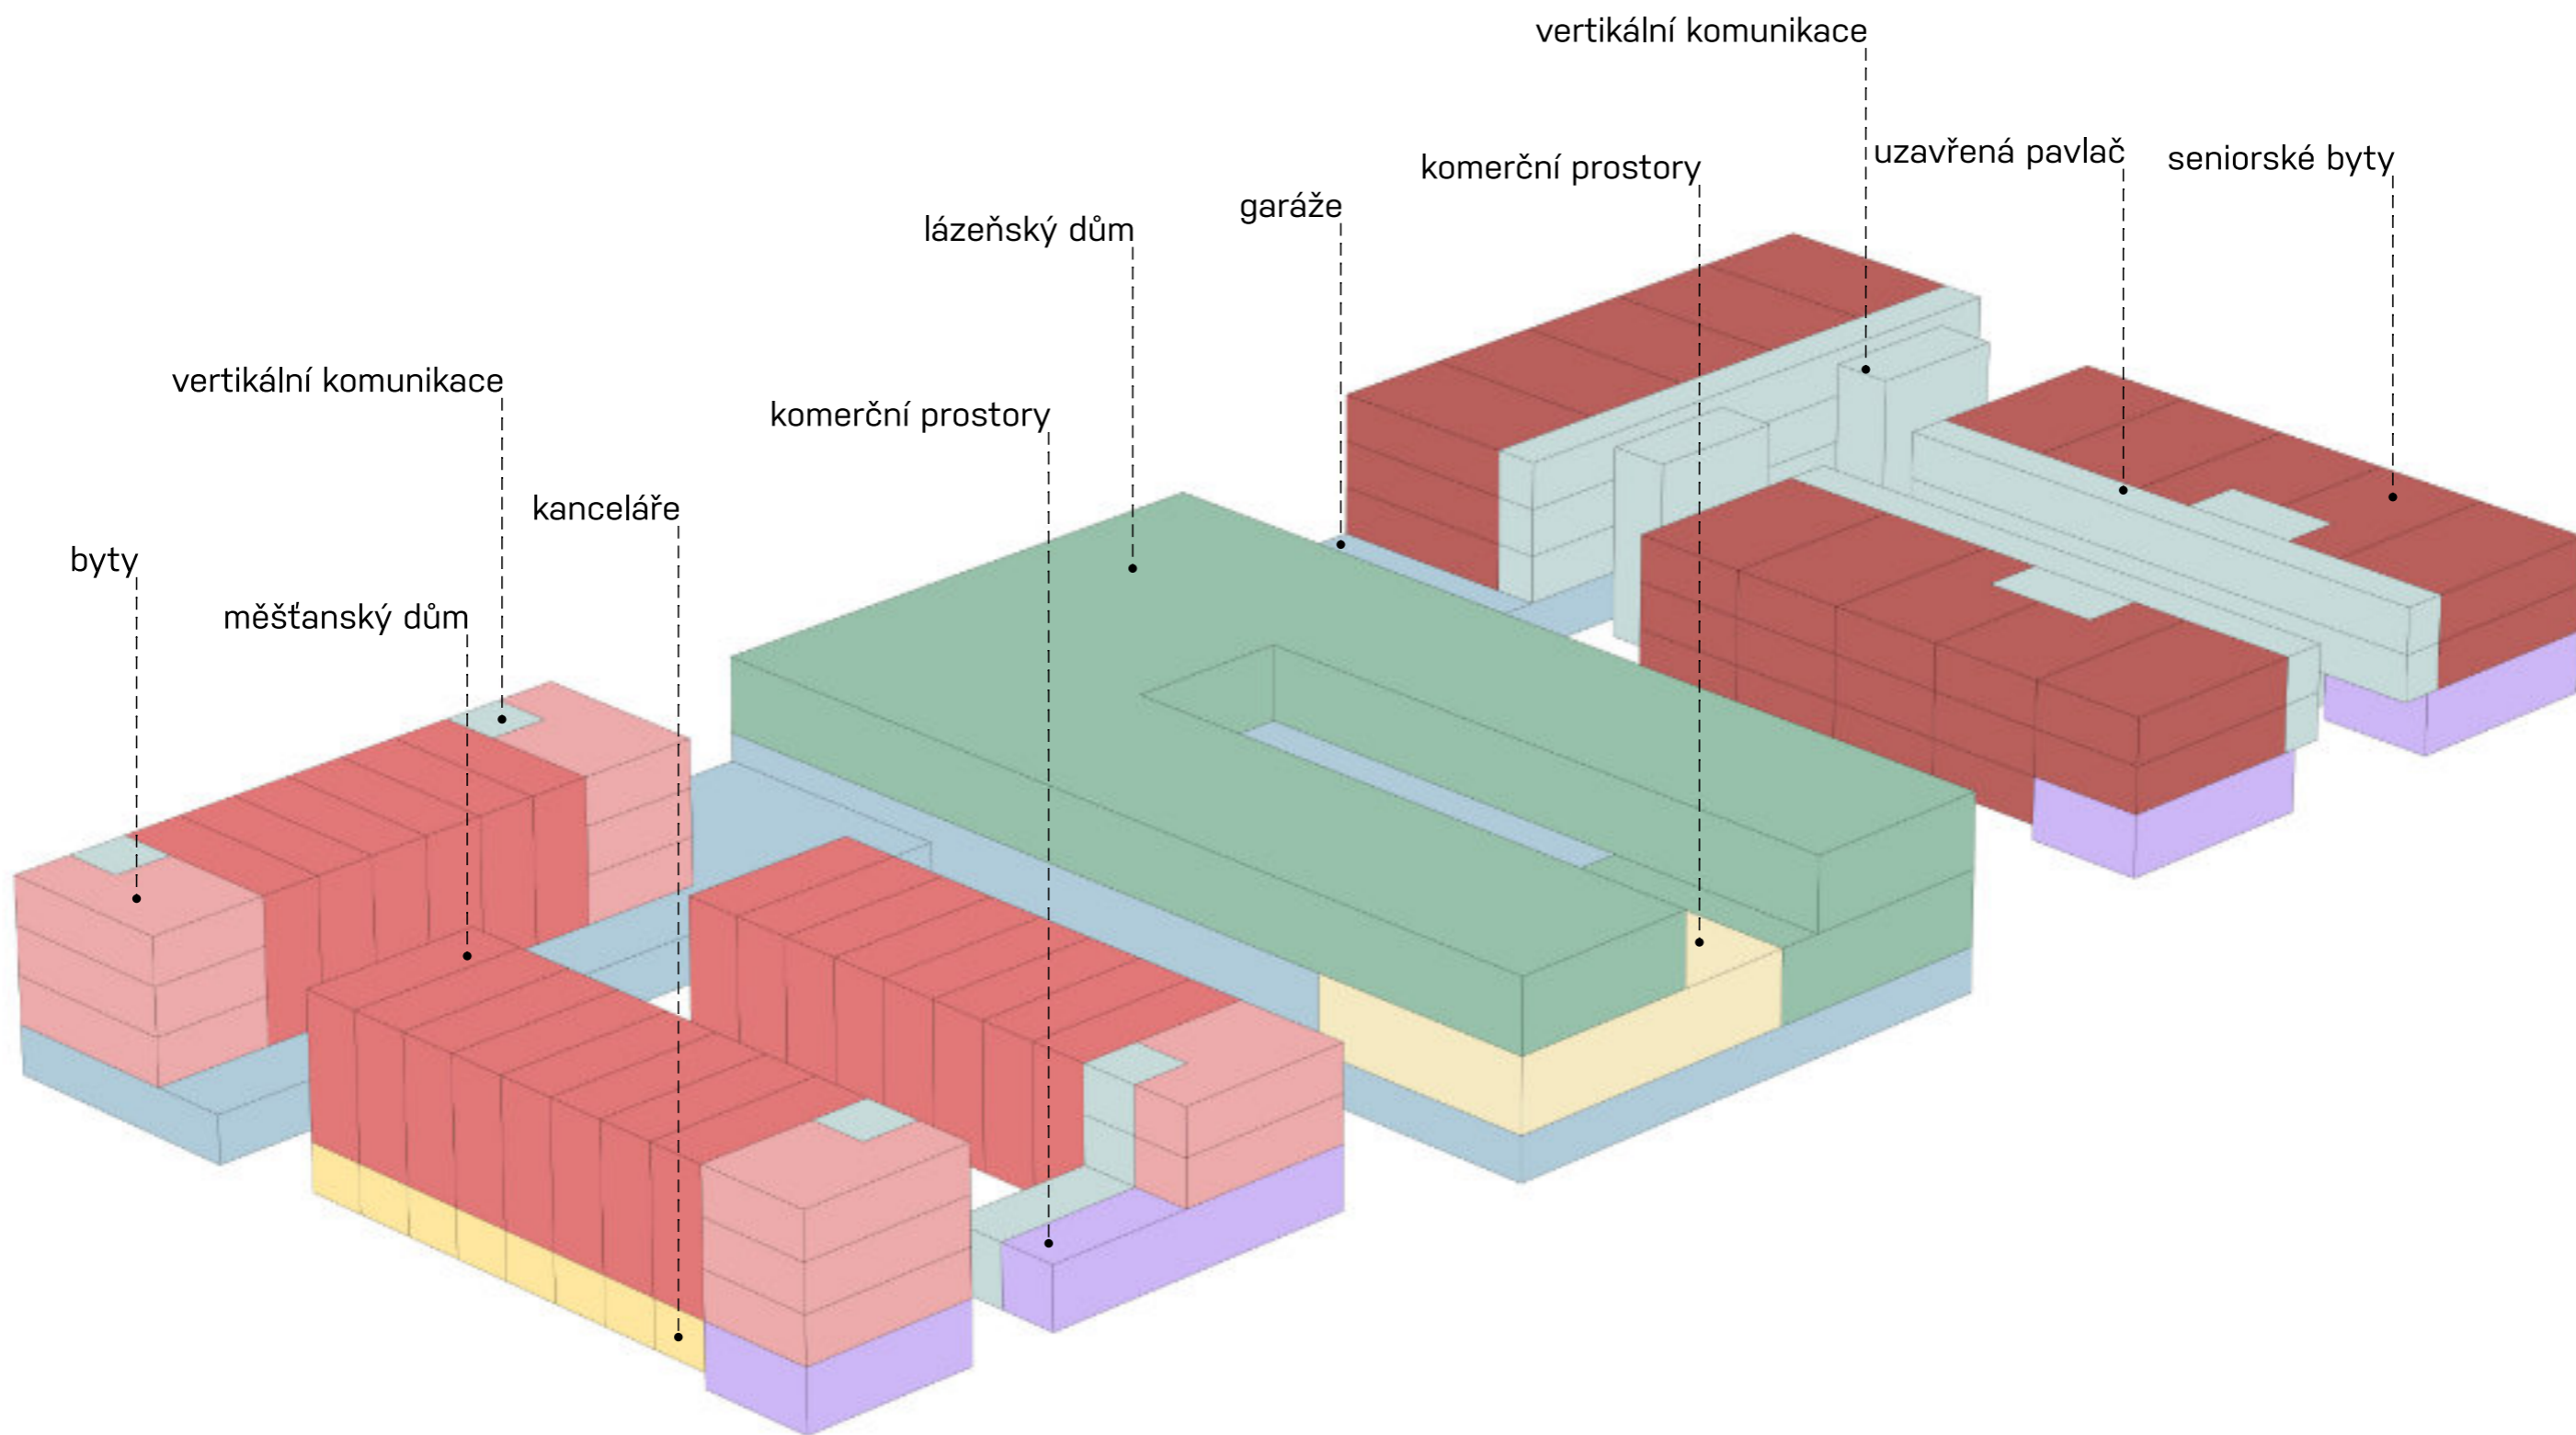 vertikální komunikace
uzavřená pavlač
seniorské byty
komerční prostory
garáže
lázeňský dům
vertikální komunikace
komerční prostory
kanceláře
byty
měšťanský dům